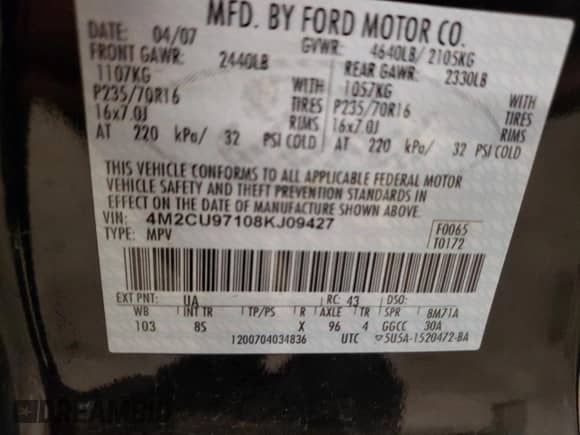 MFD. BY FORD MOTOR CO.
DATE: 04/07 GVWR: 4640LB/ 2105KG
FRONT GAWR: 2440LB REAR GAWR: 2330LB
1107KG WITH 1057KG WITH
P235/70R16 TIRES P235/70R16 TIRES
16x7.0J RIMS 16x7.0J RIMS
AT 220 kPa/ 32 PSI COLD AT 220 kPa/ 32 PSI COLD
THIS VEHICLE CONFORMS TO ALL APPLICABLE FEDERAL MOTOR
VEHICLE SAFETY AND THEFT PREVENTION STANDARDS IN
EFFECT ON THE DATE OF MANUFACTURE SHOWN ABOVE.
VIN: 4M2CU97108KJ09427 F0065
TYPE: MPV T0172
EXT PNT: UA RC: 43 DSO:
WB INT TR TP/PS R AXLE TR SPR BM71A
103 8S X 96 4 GGCC 30A
1200704034836 UTC 5U5A-1520472-BA
DREAMBID